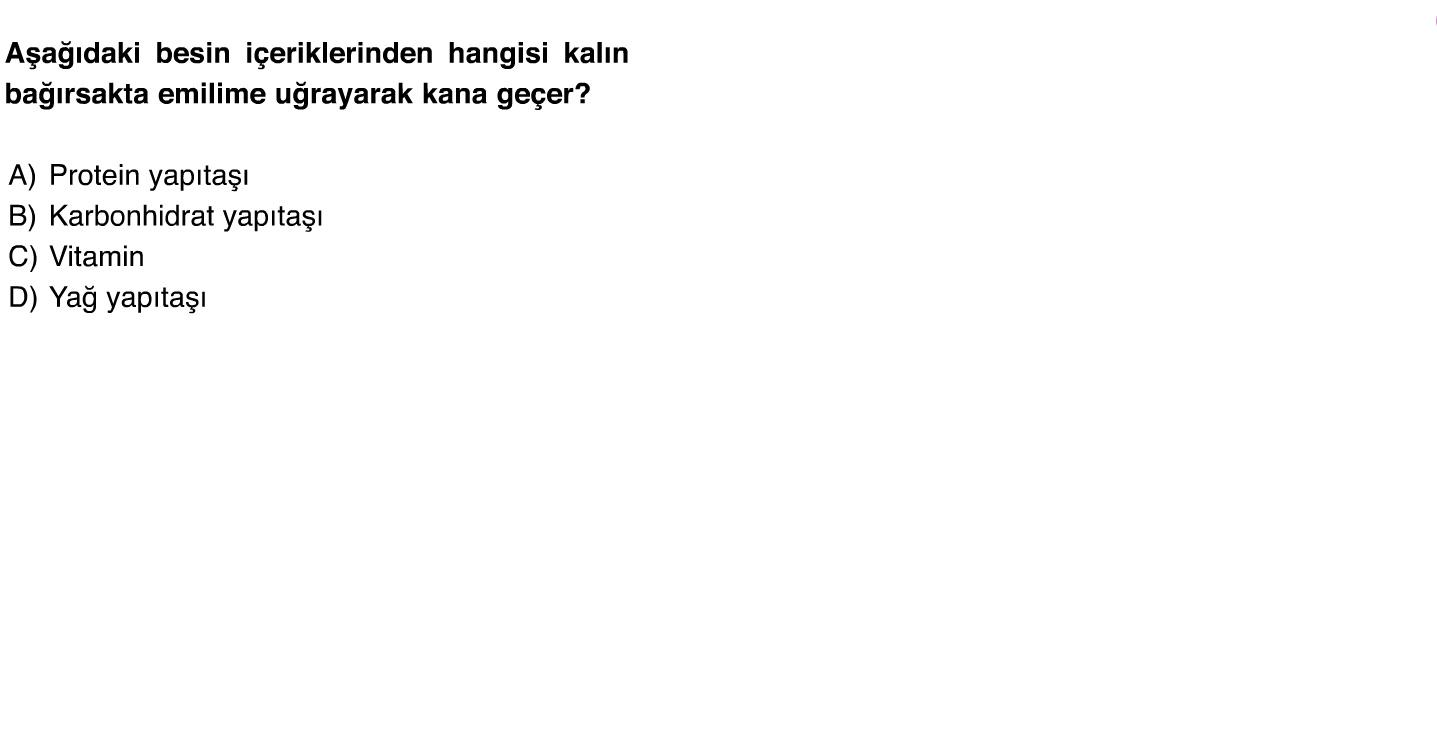 Aşağıdaki besin içeriklerinden hangisi kalın
bağırsakta emilime uğrayarak kana geçer?
A) Protein yapıtaşı
B) Karbonhidrat yapıtaşı
C) Vitamin
D) Yağ yapıtaşı